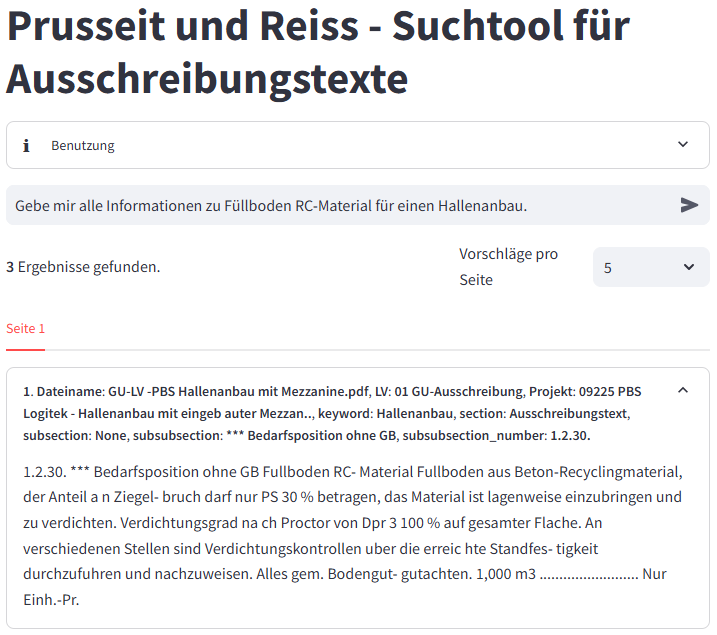 Prusseit und Reiss - Suchtool für
Ausschreibungstexte
Benutzung
Gebe mir alle Informationen zu Füllboden RC-Material für einen Hallenanbau.
3 Ergebnisse gefunden.
Vorschläge pro
Seite
5
Seite 1
1. Dateiname: GU-LV -PBS Hallenanbau mit Mezzanine.pdf, LV: 01 GU-Ausschreibung, Projekt: 09225 PBS
Logitek - Hallenanbau mit eingeb auter Mezzan.., keyword: Hallenanbau, section: Ausschreibungstext,
subsection: None, subsubsection: *** Bedarfsposition ohne GB, subsubsection_number: 1.2.30.
1.2.30. *** Bedarfsposition ohne GB Fullboden RC- Material Fullboden aus Beton-Recyclingmaterial,
der Anteil a n Ziegel- bruch darf nur PS 30 % betragen, das Material ist lagenweise einzubringen und
zu verdichten. Verdichtungsgrad na ch Proctor von Dpr 3 100 % auf gesamter Flache. An
verschiedenen Stellen sind Verdichtungskontrollen uber die erreic hte Standfes- tigkeit
durchzufuhren und nachzuweisen. Alles gem. Bodengut- gutachten. 1,000 m3 ......................... Nur
Einh.-Pr.